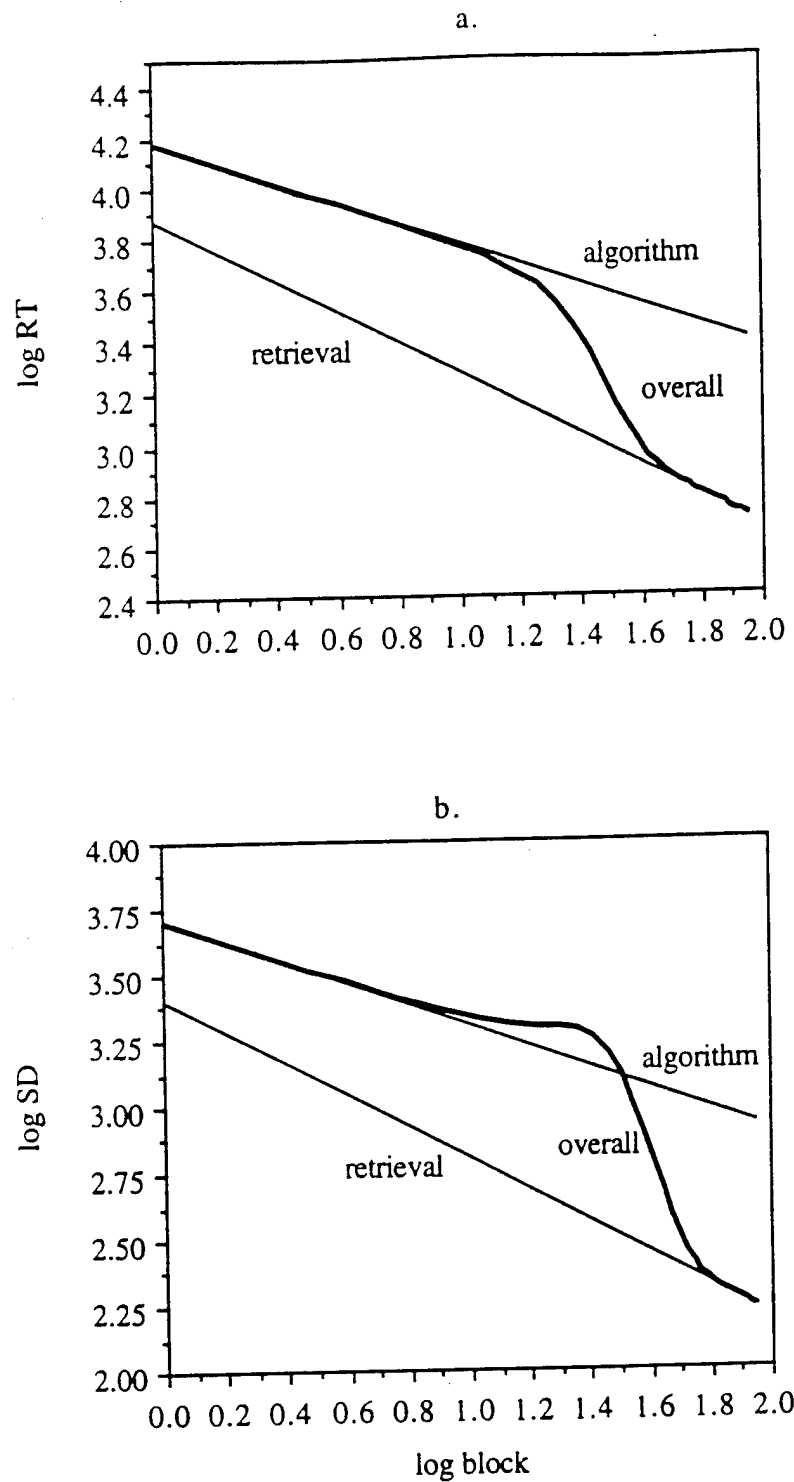 a.
4.4
4.2
4.0
3.8
3.6
3.4
3.2
3.0
2.8
2.6
2.4
log RT
algorithm
retrieval
overall
0.0 0.2 0.4 0.6 0.8 1.0 1.2 1.4 1.6 1.8 2.0
b.
4.00
3.75
3.50
3.25
3.00
2.75
2.50
2.25
2.00
log SD
algorithm
overall
retrieval
0.0 0.2 0.4 0.6 0.8 1.0 1.2 1.4 1.6 1.8 2.0
log block